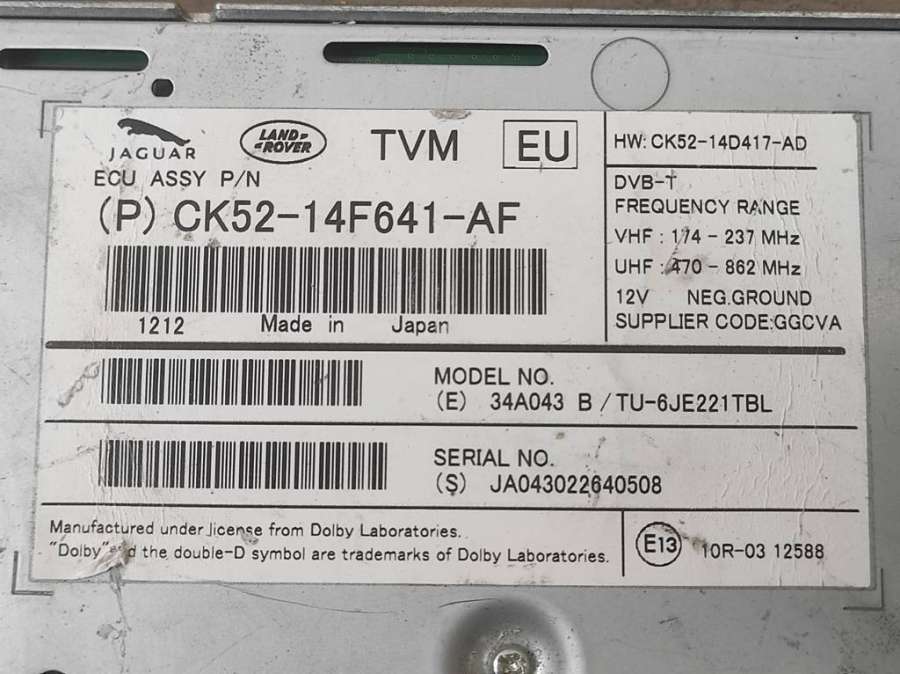 JAGUAR
LAND-
ROVER
TVM
EU
ECU ASSY P/N
(P) CK52-14F641-AF
1212 Made in Japan
HW: CK52-14D417-AD
DVB-T
FREQUENCY RANGE
VHF : 174 - 237 MHz
UHF : 470 - 862 MHz
12V NEG.GROUND
SUPPLIER CODE:GGCVA
MODEL NO.
(E) 34A043 B / TU-6JE221TBL
SERIAL NO.
(S) JA043022640508
Manufactured under license from Dolby Laboratories.
"Dolby" and the double-D symbol are trademarks of Dolby Laboratories.
E13 10R-03 12588